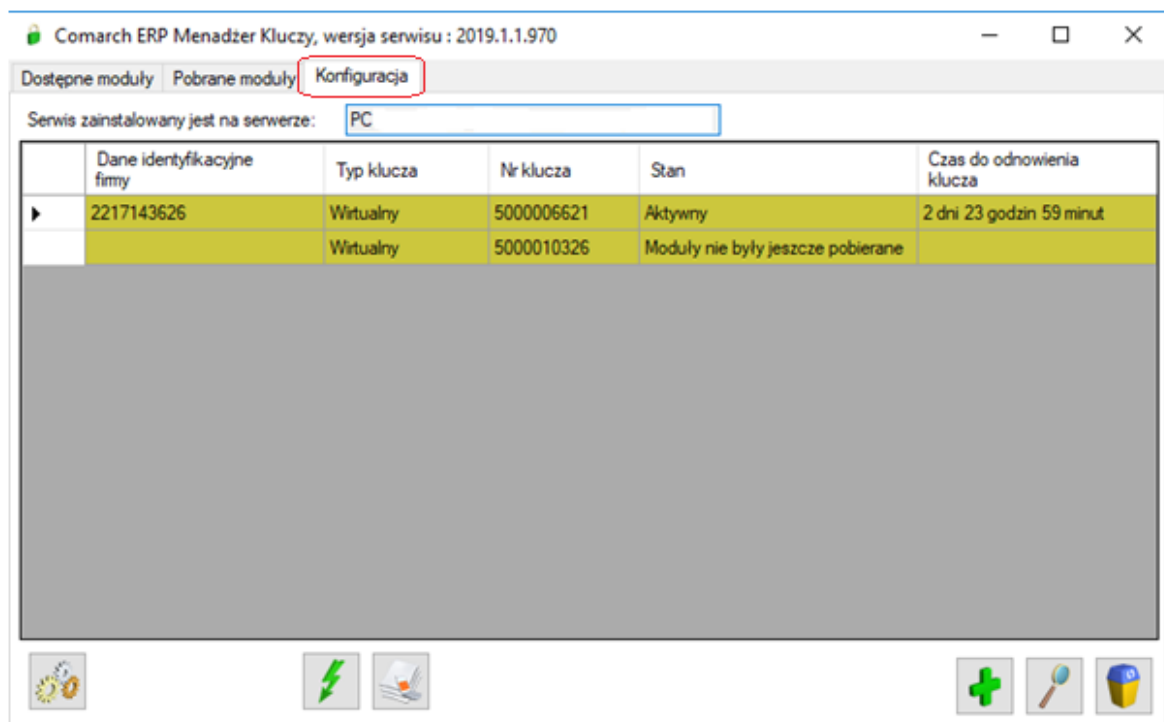 Comarch ERP Menadżer Kluczy, wersja serwisu : 2019.1.1.970
Dostępne moduły Pobrane moduły Konfiguracja
Serwis zainstalowany jest na serwerze: PC
Dane identyfikacyjne firmy Typ klucza Nr klucza Stan Czas do odnowienia klucza
2217143626 Wirtualny 5000006621 Aktywny 2 dni 23 godzin 59 minut
Wirtualny 5000010326 Moduły nie były jeszcze pobierane